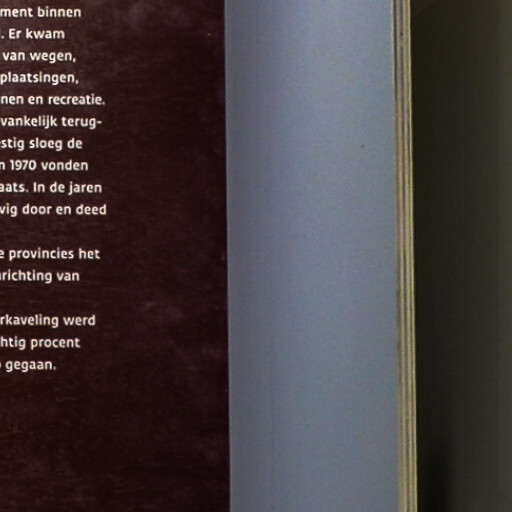 ment binnen
. Er kwam
van wegen,
plaatsingen,
nen en recreatie.
vankelijk terug-
stig sloeg de
n 1970 vonden
aats. In de jaren
vig door en deed
e provincies het
richting van
rkaveling werd
htig procent
gegaan.